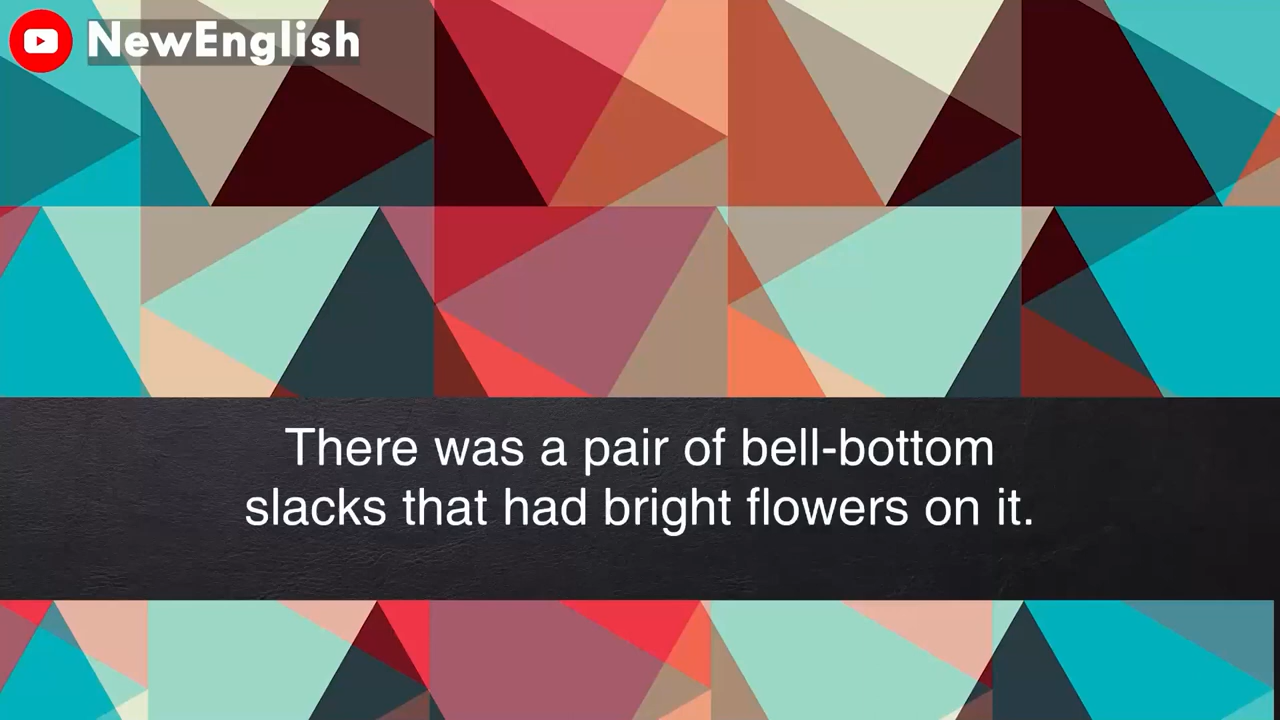 NewEnglish
There was a pair of bell-bottom
slacks that had bright flowers on it.